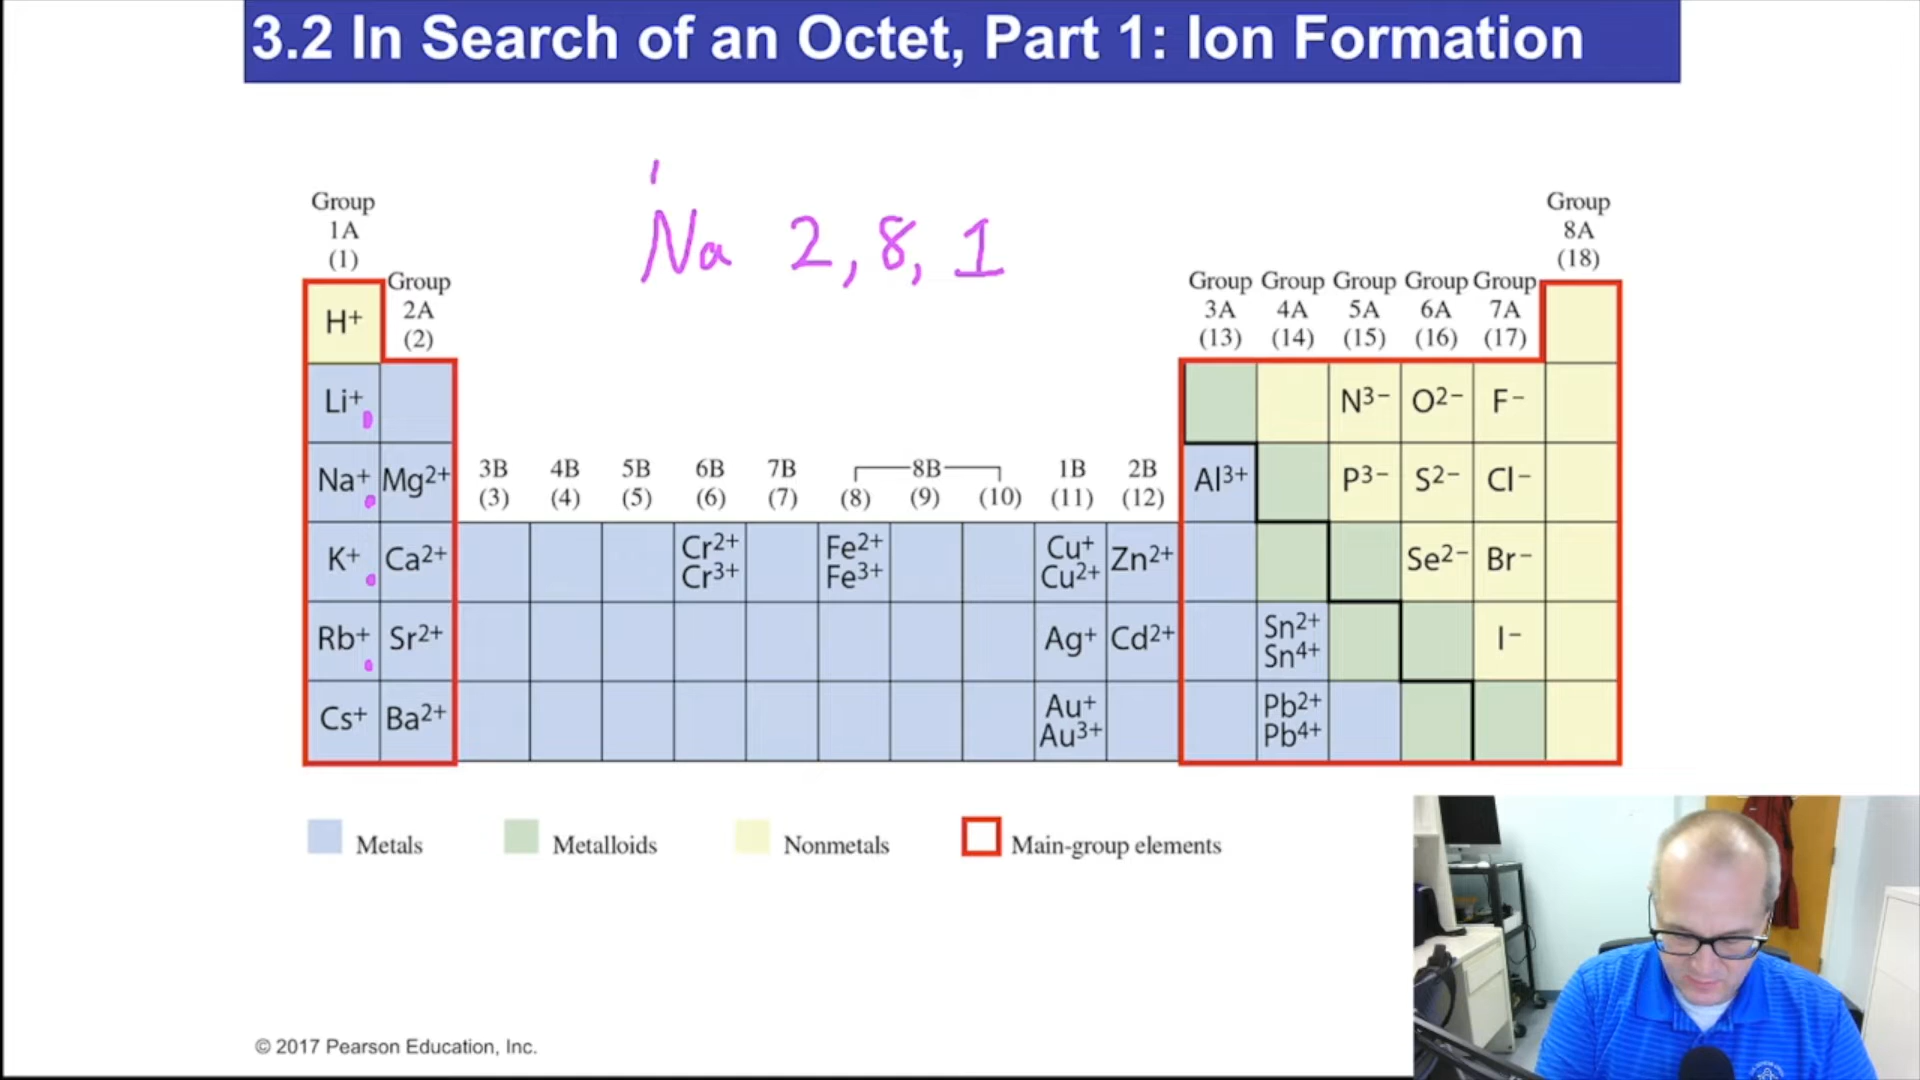 3.2 In Search of an Octet, Part 1: Ion Formation
Na 2, 8, 1
Group 1A (1)
Group 2A (2)
Group 3A (13)
Group 4A (14)
Group 5A (15)
Group 6A (16)
Group 7A (17)
Group 8A (18)
H+
Li+ N3− O2− F−
3B (3) 4B (4) 5B (5) 6B (6) 7B (7) 8B (8) (9) (10) 1B (11) 2B (12)
Na+ Mg2+ Al3+ P3− S2− Cl−
K+ Ca2+ Cr2+ Cr3+ Fe2+ Fe3+ Cu+ Cu2+ Zn2+ Se2− Br−
Rb+ Sr2+ Ag+ Cd2+ Sn2+ Sn4+ I−
Cs+ Ba2+ Au+ Au3+ Pb2+ Pb4+
Metals Metalloids Nonmetals Main-group elements
© 2017 Pearson Education, Inc.